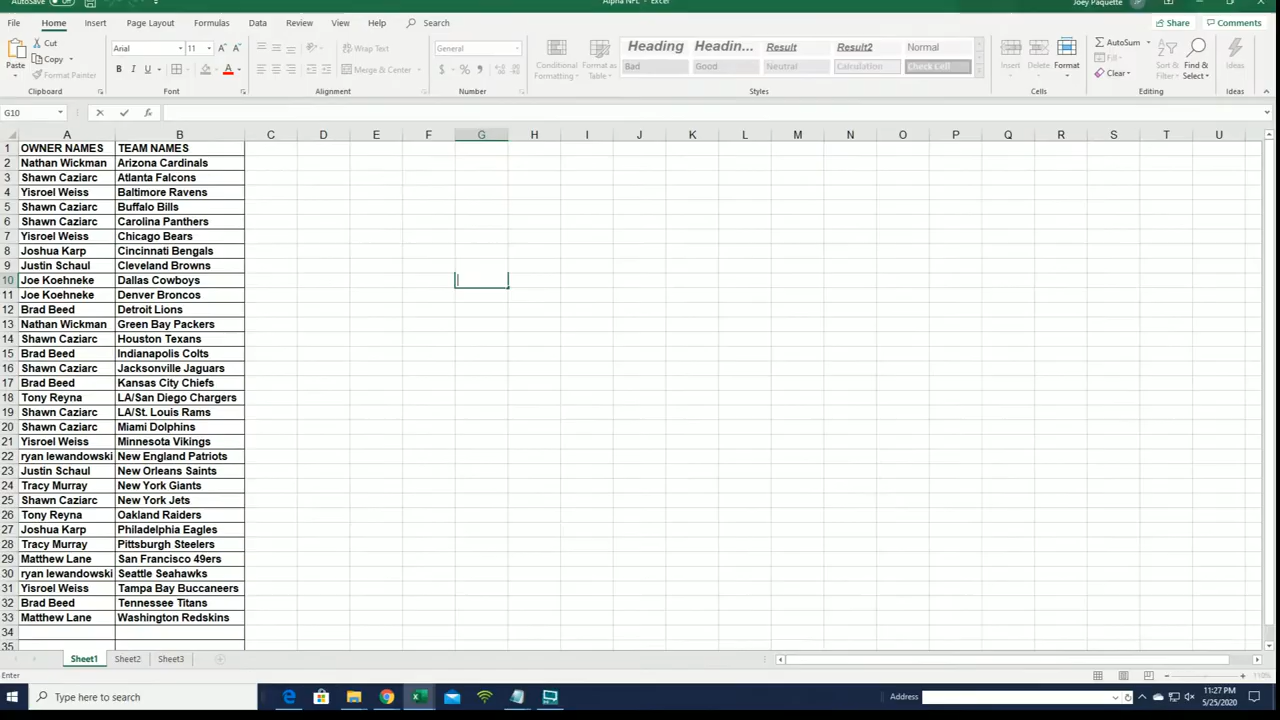 AutoSave Off Alpha NFL - Excel Joey Paquette JP
File Home Insert Page Layout Formulas Data Review View Help Search Share Comments
Paste Cut Copy Format Painter Clipboard
Arial 11 B I U A Font
Wrap Text Merge & Center Alignment
General $ % , Number
Conditional Formatting Format as Table
Heading Headin... Result Result2 Normal
Bad Good Neutral Calculation Check Cell
Styles
Insert Delete Format Cells
AutoSum Clear Sort & Filter Find & Select Editing
Ideas Ideas
G10 fx
A B C D E F G H I J K L M N O P Q R S T U
1 OWNER NAMES TEAM NAMES
2 Nathan Wickman Arizona Cardinals
3 Shawn Caziarc Atlanta Falcons
4 Yisroel Weiss Baltimore Ravens
5 Shawn Caziarc Buffalo Bills
6 Shawn Caziarc Carolina Panthers
7 Yisroel Weiss Chicago Bears
8 Joshua Karp Cincinnati Bengals
9 Justin Schaul Cleveland Browns
10 Joe Koehneke Dallas Cowboys
11 Joe Koehneke Denver Broncos
12 Brad Beed Detroit Lions
13 Nathan Wickman Green Bay Packers
14 Shawn Caziarc Houston Texans
15 Brad Beed Indianapolis Colts
16 Shawn Caziarc Jacksonville Jaguars
17 Brad Beed Kansas City Chiefs
18 Tony Reyna LA/San Diego Chargers
19 Shawn Caziarc LA/St. Louis Rams
20 Shawn Caziarc Miami Dolphins
21 Yisroel Weiss Minnesota Vikings
22 ryan lewandowski New England Patriots
23 Justin Schaul New Orleans Saints
24 Tracy Murray New York Giants
25 Shawn Caziarc New York Jets
26 Tony Reyna Oakland Raiders
27 Joshua Karp Philadelphia Eagles
28 Tracy Murray Pittsburgh Steelers
29 Matthew Lane San Francisco 49ers
30 ryan lewandowski Seattle Seahawks
31 Yisroel Weiss Tampa Bay Buccaneers
32 Brad Beed Tennessee Titans
33 Matthew Lane Washington Redskins
34
35
Sheet1 Sheet2 Sheet3
Enter 110%
Type here to search Address 11:27 PM
5/25/2020